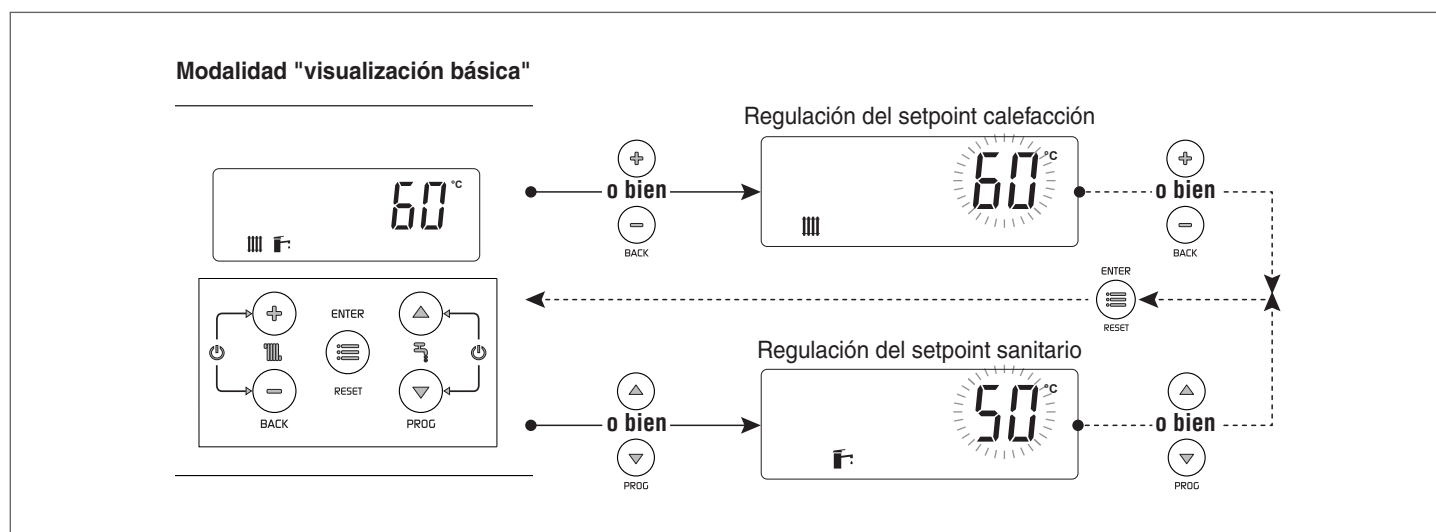 Modalidad "visualización básica"
60 °C
ENTER
RESET
BACK
PROG
o bien
BACK
Regulación del setpoint calefacción
60 °C
o bien
BACK
ENTER
RESET
o bien
PROG
Regulación del setpoint sanitario
50 °C
o bien
PROG